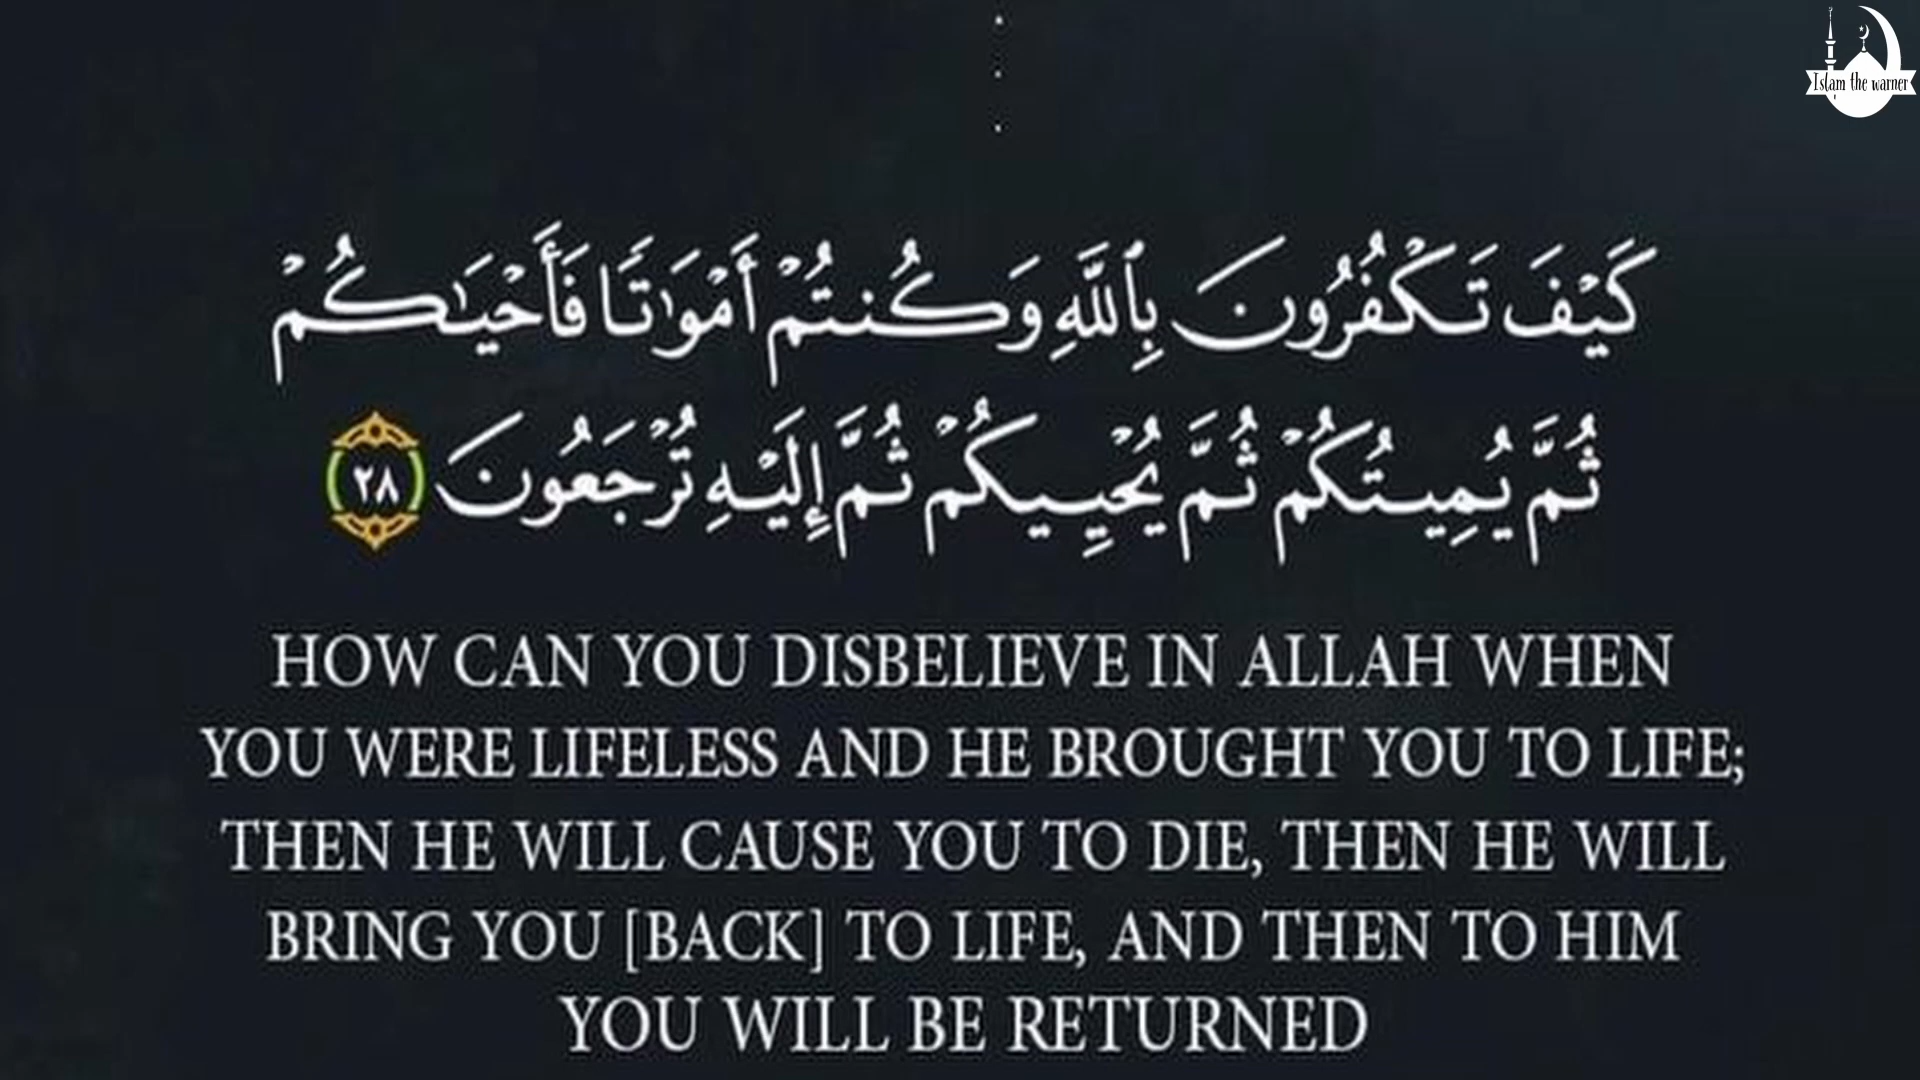 Islam the warner
كَيْفَ تَكْفُرُونَ بِٱللَّهِ وَكُنتُمْ أَمْوَٰتًا فَأَحْيَـٰكُمْ
ثُمَّ يُمِيتُكُمْ ثُمَّ يُحْيِيكُمْ ثُمَّ إِلَيْهِ تُرْجَعُونَ ٢٨
HOW CAN YOU DISBELIEVE IN ALLAH WHEN
YOU WERE LIFELESS AND HE BROUGHT YOU TO LIFE;
THEN HE WILL CAUSE YOU TO DIE, THEN HE WILL
BRING YOU [BACK] TO LIFE, AND THEN TO HIM
YOU WILL BE RETURNED